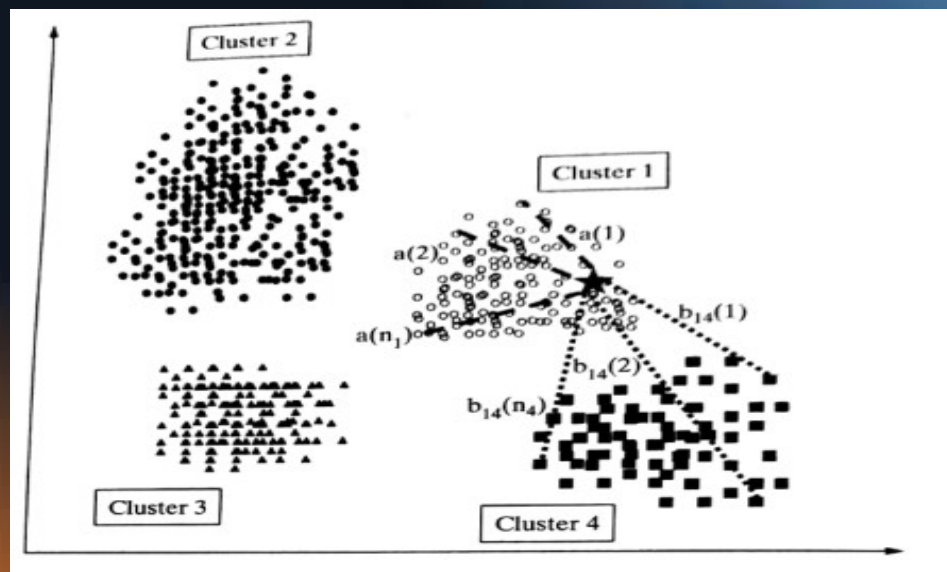 Cluster 2
Cluster 1
a(1)
a(2)
a(n₁)
b₁₄(1)
b₁₄(2)
b₁₄(n₄)
Cluster 3
Cluster 4